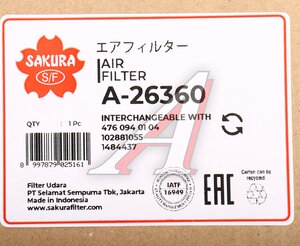 SAKURA
S/F
エアフィルター
AIR
FILTER
A-26360
QTY : 1 Pc
INTERCHANGEABLE WITH
476 094 01 04
102881055
1484437
8 997879 025161
Filter Udara
PT Selamat Sempurna Tbk, Jakarta
Made in Indonesia
www.sakurafilter.com
IATF
16949
EAC
Carton can be
recycled